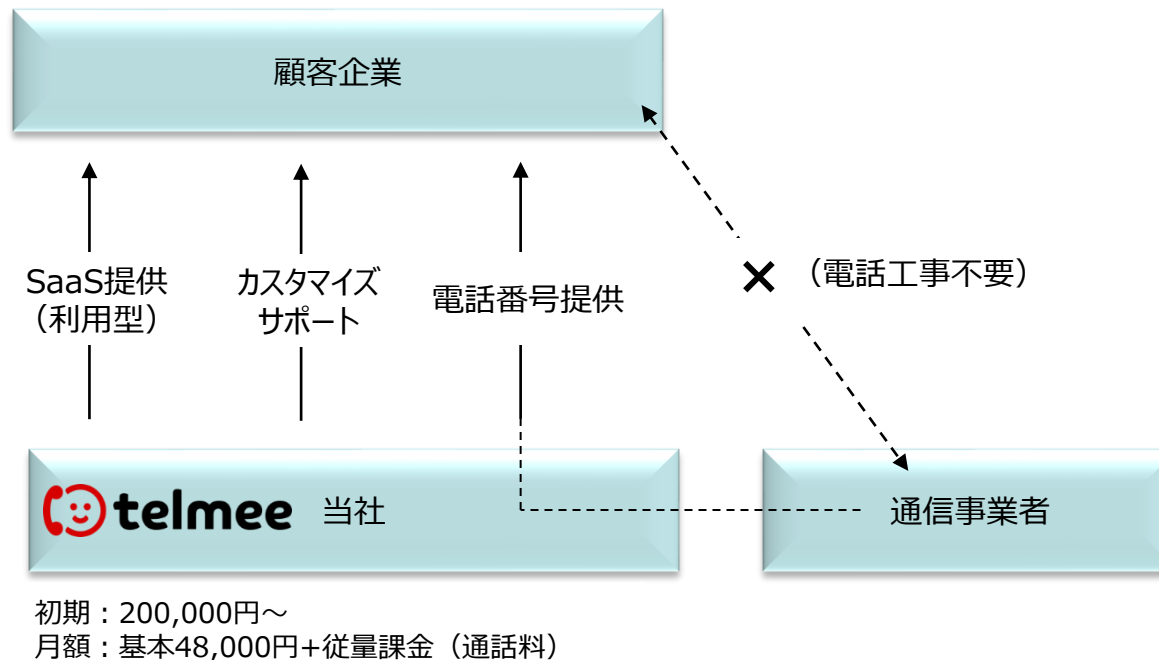 顧客企業
SaaS提供
（利用型）
カスタマイズ
サポート
電話番号提供
×
（電話工事不要）
telmee 当社
通信事業者
初期：200,000円～
月額：基本48,000円+従量課金（通話料）